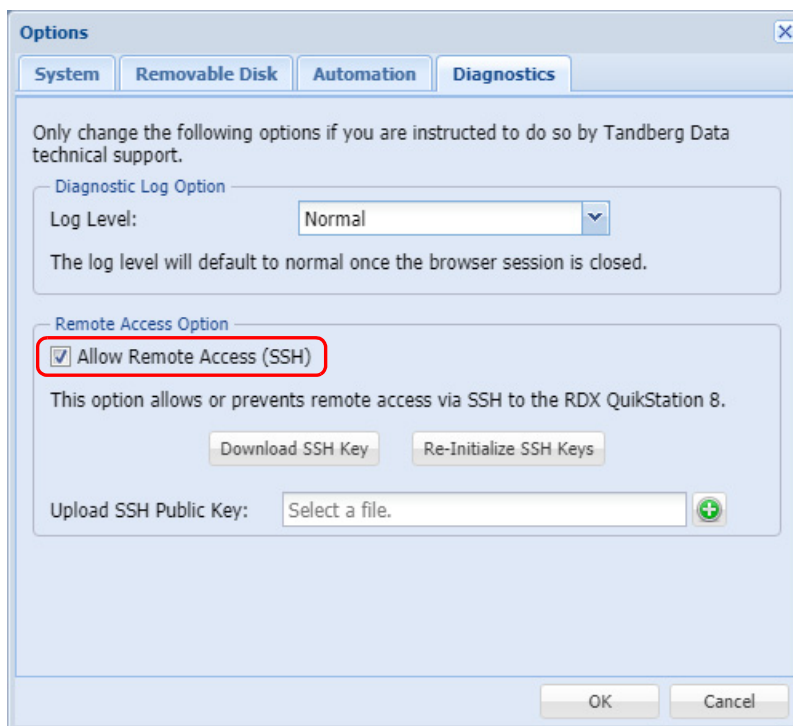 Options
System
Removable Disk
Automation
Diagnostics
Only change the following options if you are instructed to do so by Tandberg Data
technical support.
Diagnostic Log Option
Log Level:
Normal
The log level will default to normal once the browser session is closed.
Remote Access Option
Allow Remote Access (SSH)
This option allows or prevents remote access via SSH to the RDX QuikStation 8.
Download SSH Key
Re-Initialize SSH Keys
Upload SSH Public Key:
Select a file.
OK
Cancel